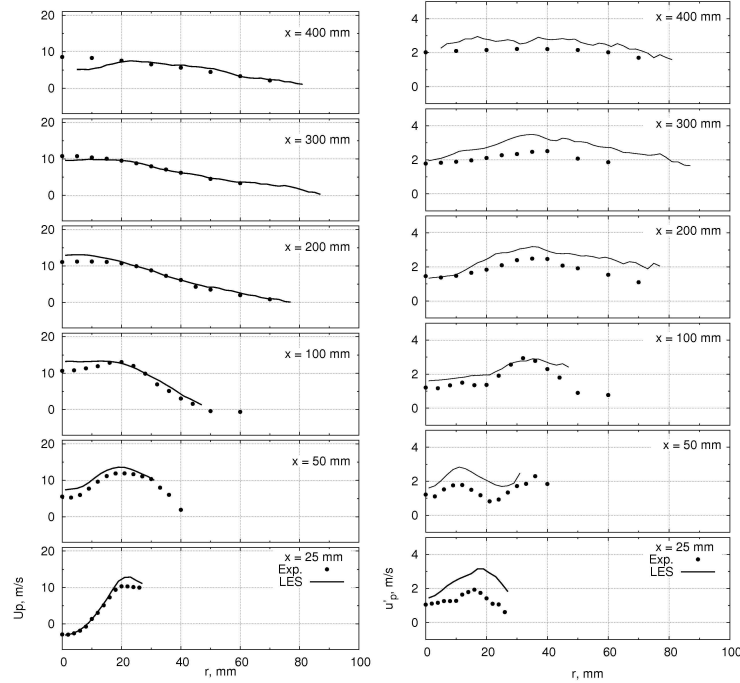 20
10
0
x = 400 mm
20
10
0
x = 300 mm
20
10
0
x = 200 mm
20
10
0
x = 100 mm
20
10
0
x = 50 mm
20
10
0
x = 25 mm
Exp.
LES
Up, m/s
0 20 40 60 80 100
r, mm
4
2
0
x = 400 mm
4
2
0
x = 300 mm
4
2
0
x = 200 mm
4
2
0
x = 100 mm
4
2
0
x = 50 mm
4
2
0
x = 25 mm
Exp.
LES
u'p, m/s
0 20 40 60 80 100
r, mm